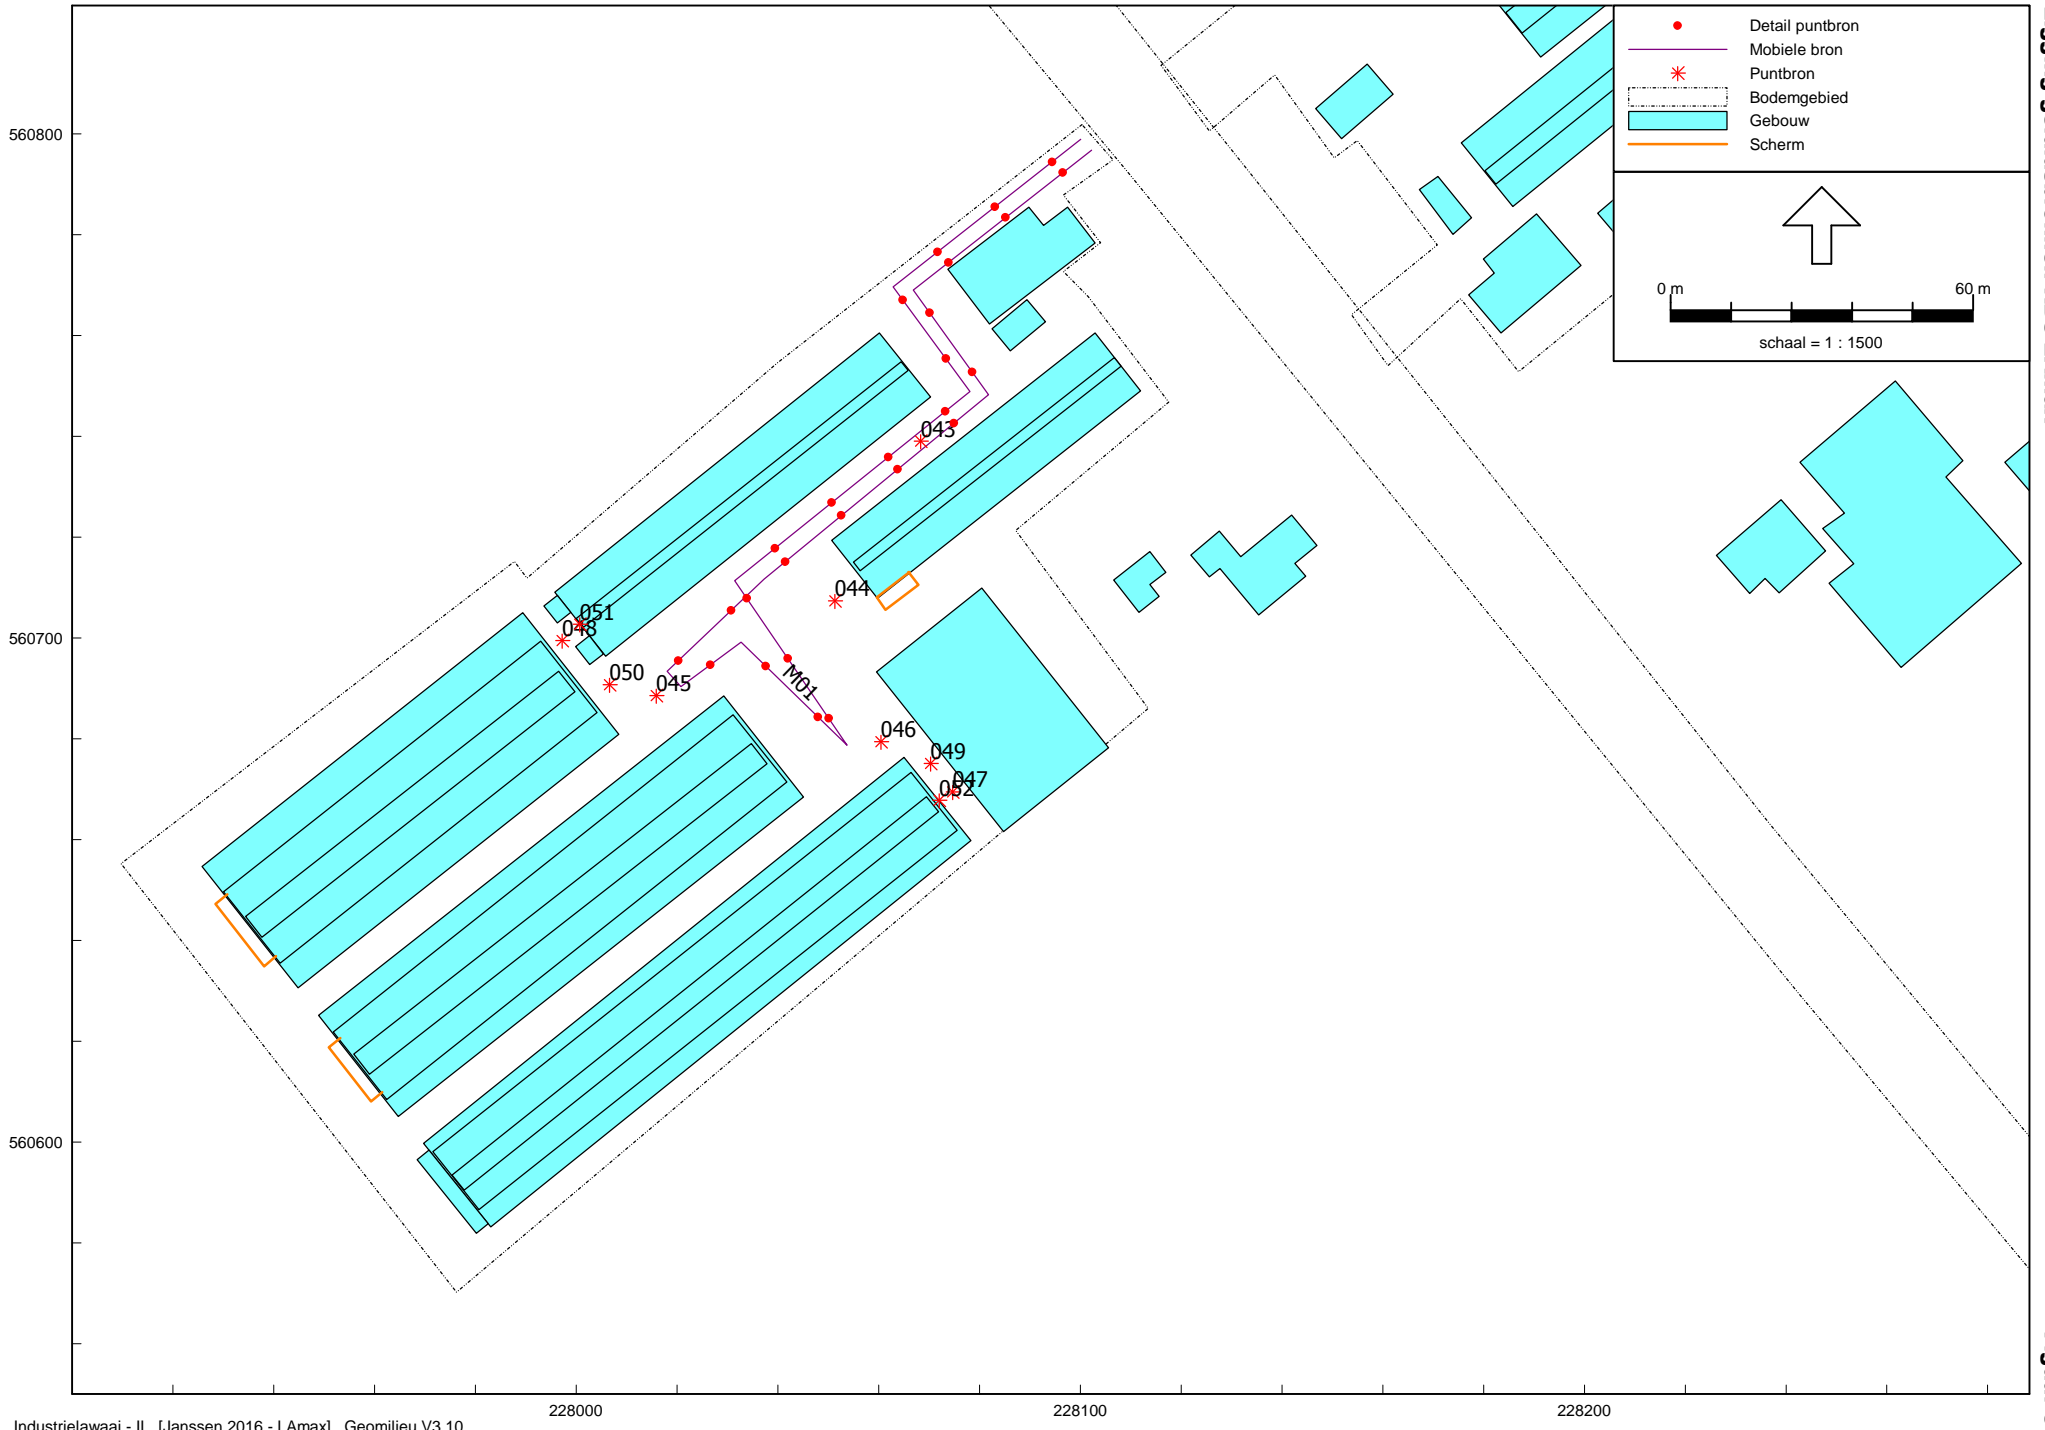 Detail puntbron
Mobiele bron
Puntbron
Bodemgebied
Gebouw
Scherm
0 m 60 m
schaal = 1 : 1500
560800
560700
560600
043
044
051
048
050
045
M01
046
049
047
052
228000 228100 228200
Industrielawaai - IL, [Janssen 2016 - LAmax], Geomilieu V3.10